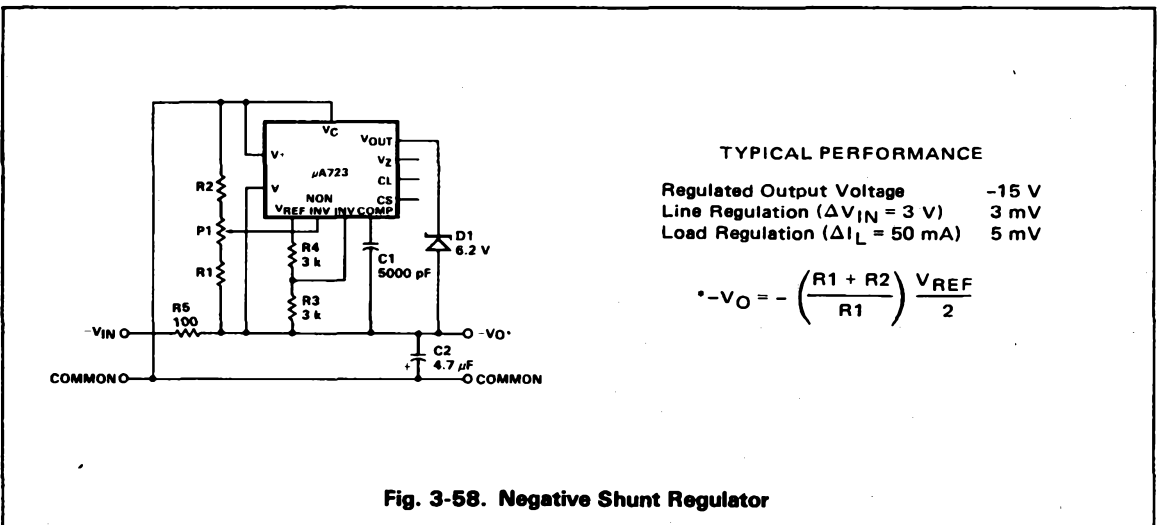 VC
VOUT
V+
VZ
μA723
CL
V
CS
NON
VREF INV INV COMP
R2
P1
R1
R4
3 k
C1
5000 pF
D1
6.2 V
R3
3 k
R5
100
-VIN
-VO*
C2
4.7 μF
+
COMMON
COMMON
TYPICAL PERFORMANCE
Regulated Output Voltage -15 V
Line Regulation (ΔVIN = 3 V) 3 mV
Load Regulation (ΔIL = 50 mA) 5 mV
*-VO = - ((R1 + R2) / R1) VREF / 2
Fig. 3-58. Negative Shunt Regulator